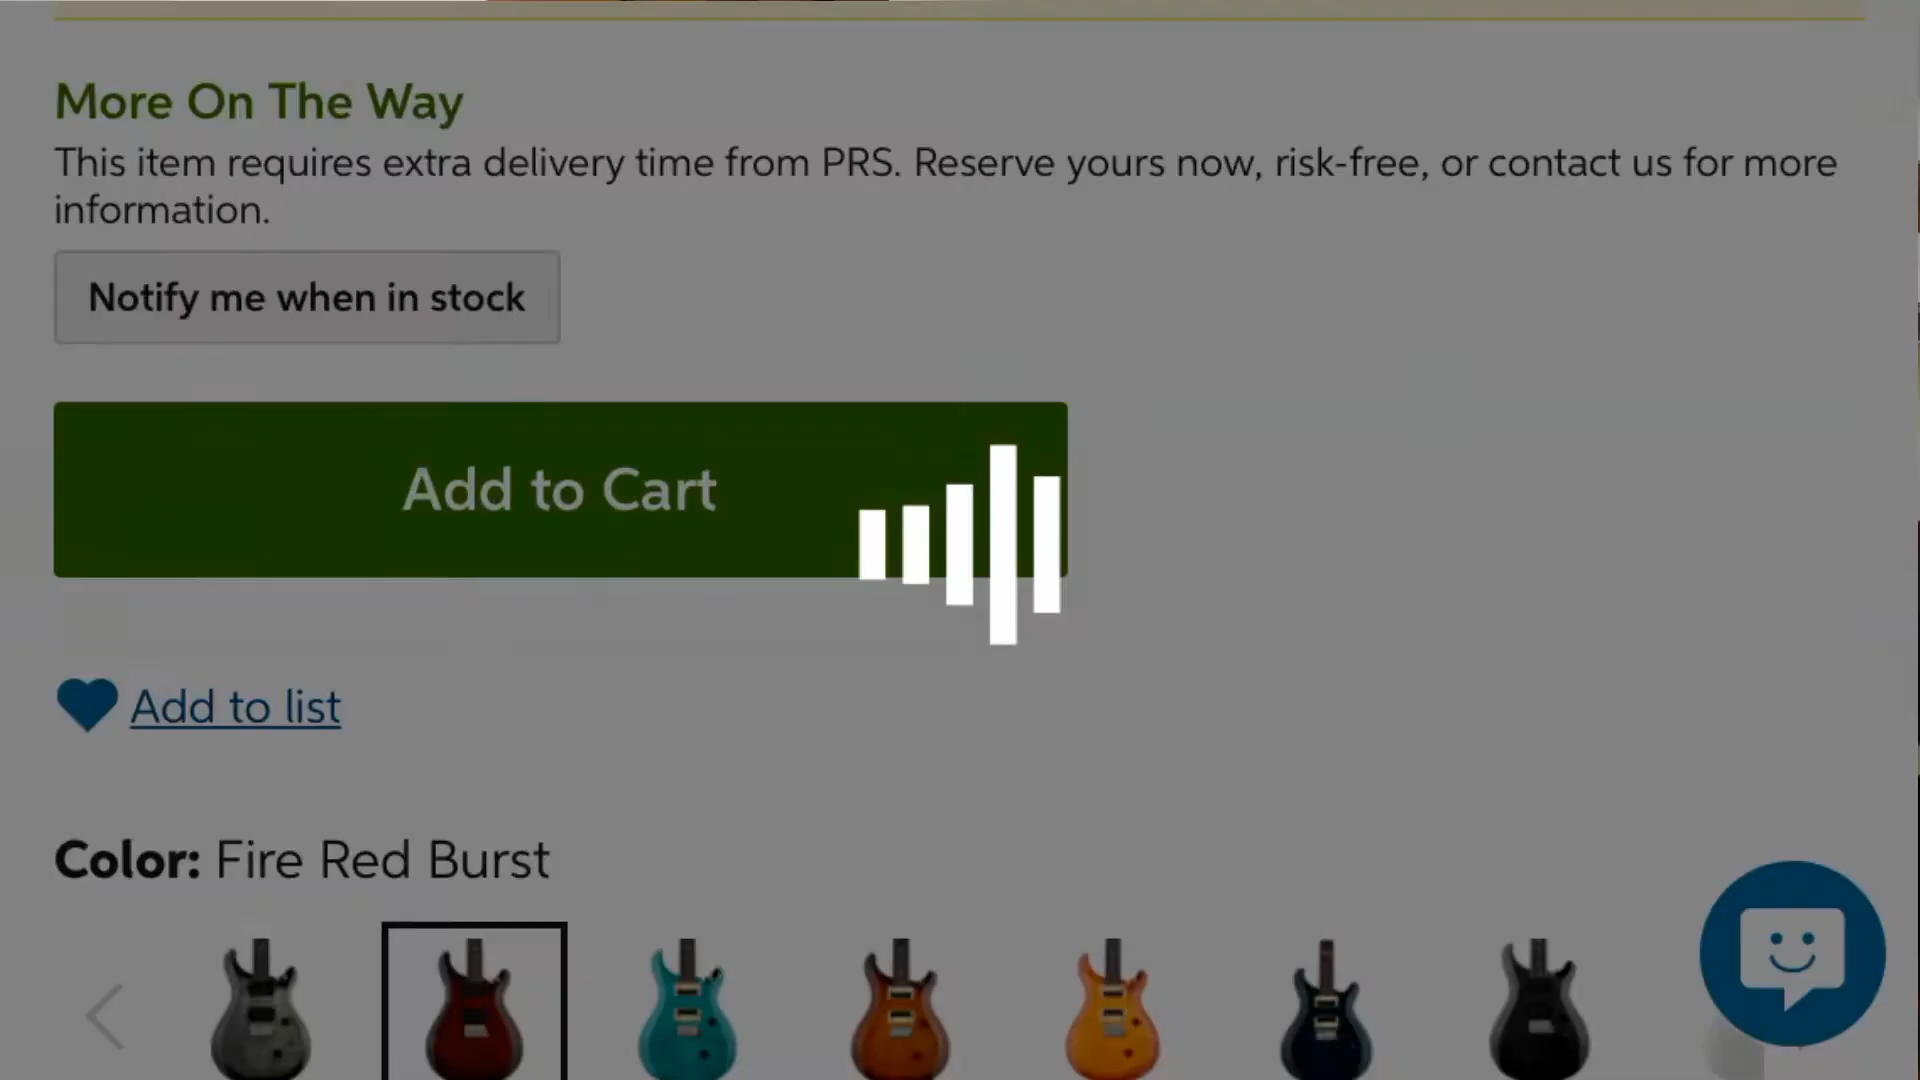 More On The Way
This item requires extra delivery time from PRS. Reserve yours now, risk-free, or contact us for more
information.
Notify me when in stock
Add to Cart
Add to list
Color: Fire Red Burst